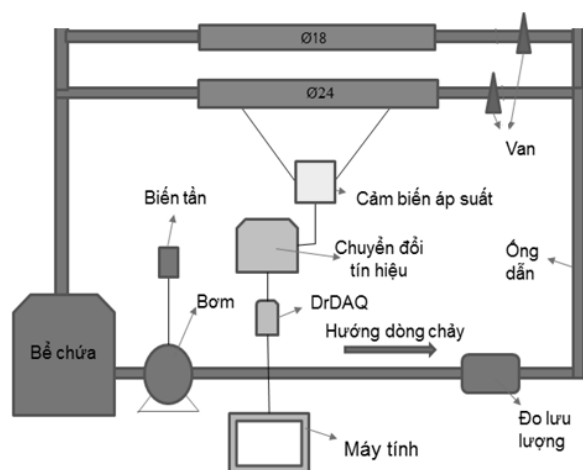 Ø18
Ø24
Van
Biến tần
Cảm biến áp suất
Chuyển đổi
tín hiệu
Ống
dẫn
DrDAQ
Bơm
Hướng dòng chảy
Bể chứa
Đo lưu
lượng
Máy tính